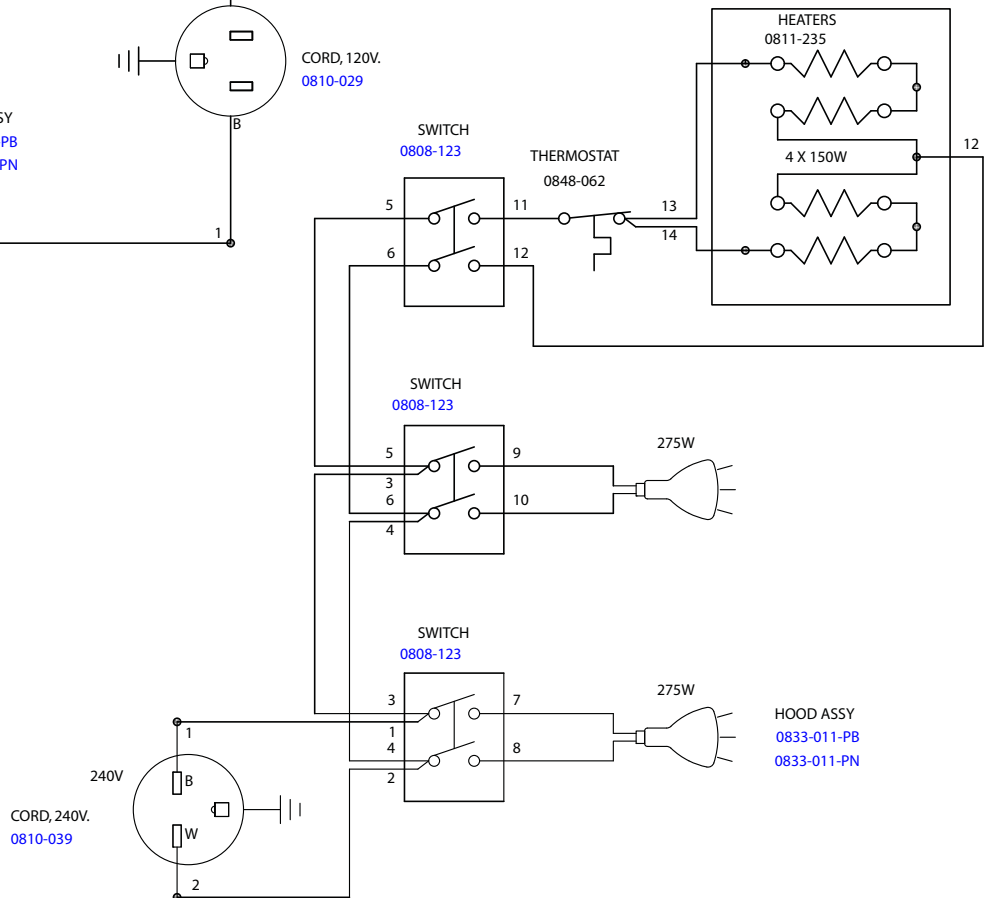 CORD, 120V.
0810-029
SY
PB
PN
B
1
HEATERS
0811-235
4 X 150W
12
SWITCH
0808-123
THERMOSTAT
0848-062
5
11
13
14
6
12
SWITCH
0808-123
5
9
3
6
10
4
275W
SWITCH
0808-123
3
7
1
4
8
2
275W
HOOD ASSY
0833-011-PB
0833-011-PN
1
240V
B
CORD, 240V.
0810-039
W
2